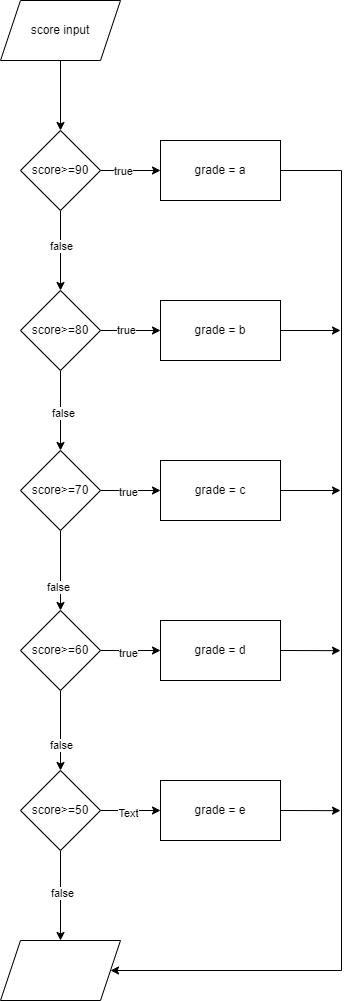 score input
score>=90
true
grade = a
false
score>=80
true
grade = b
false
score>=70
true
grade = c
false
score>=60
true
grade = d
false
score>=50
Text
grade = e
false